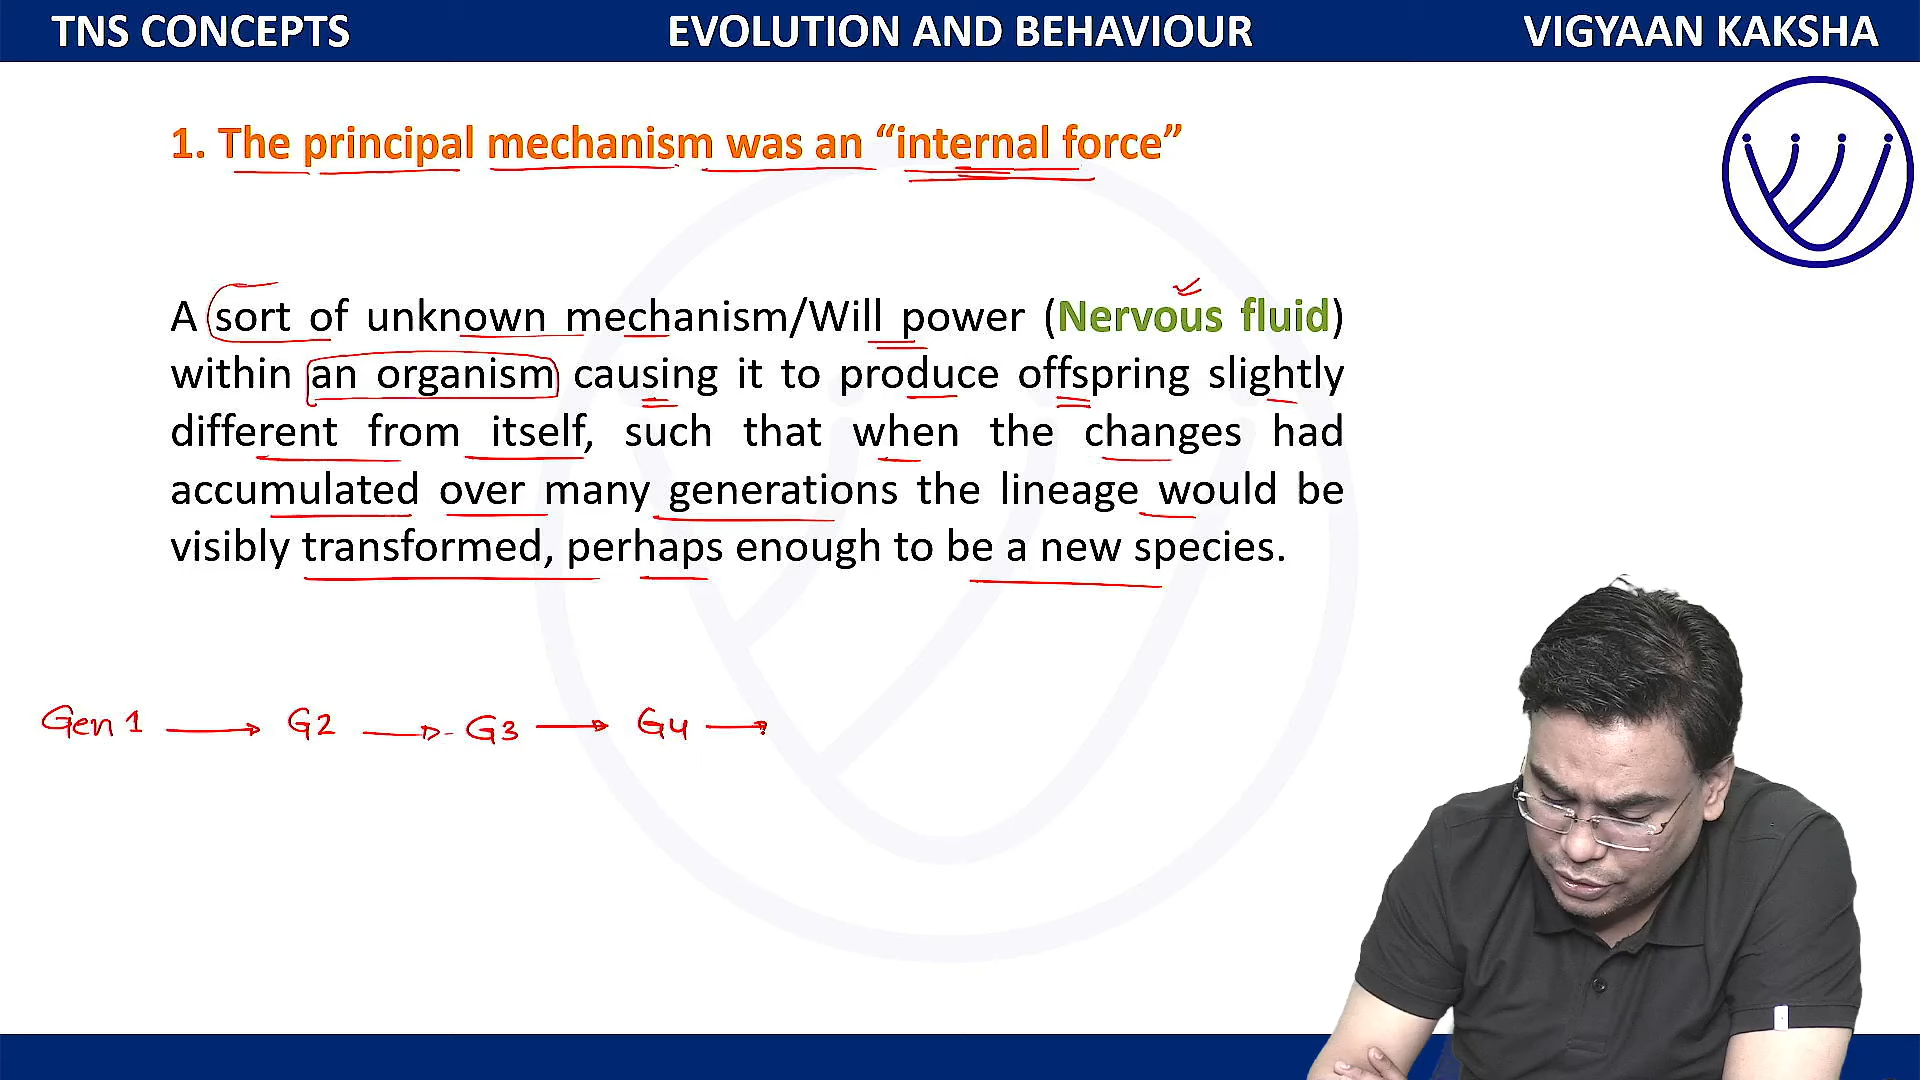 TNS CONCEPTS EVOLUTION AND BEHAVIOUR VIGYAAN KAKSHA
1. The principal mechanism was an “internal force”
A sort of unknown mechanism/Will power (Nervous fluid)
within an organism causing it to produce offspring slightly
different from itself, such that when the changes had
accumulated over many generations the lineage would be
visibly transformed, perhaps enough to be a new species.
Gen 1 → G2 → G3 → G4 →